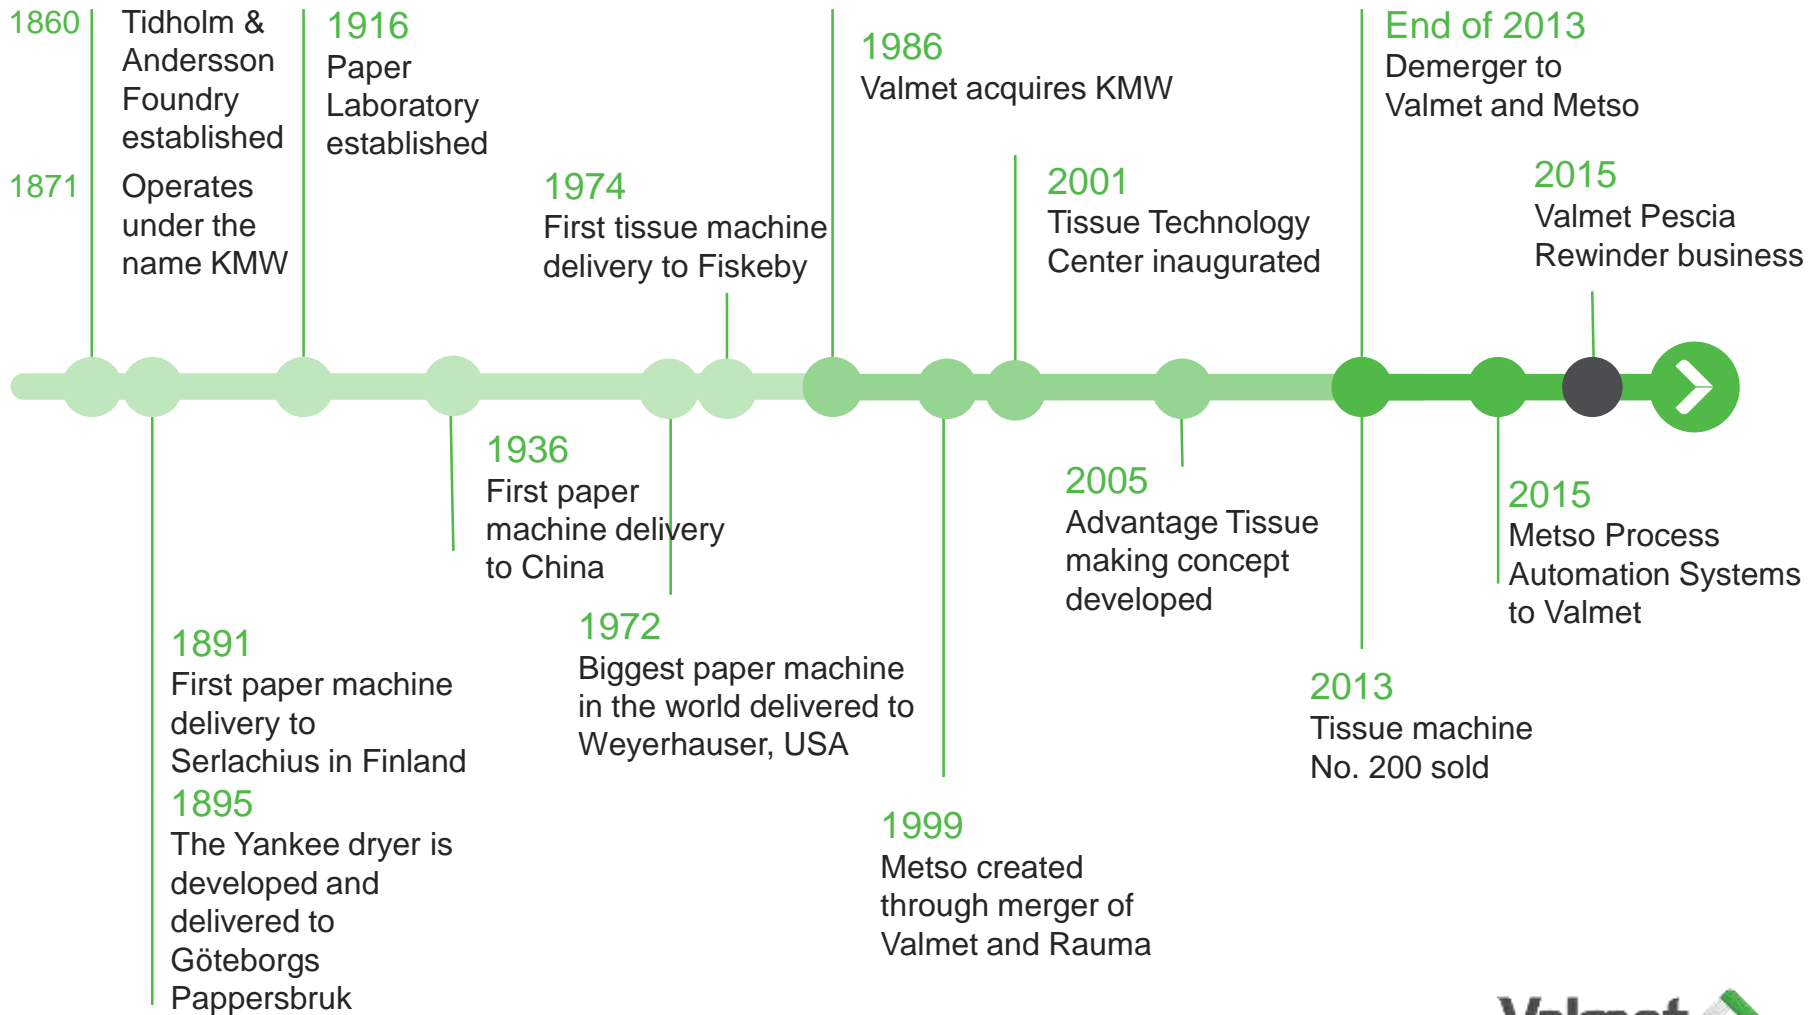 1860
Tidholm &
Andersson
Foundry
established
1871
Operates
under the
name KMW
1916
Paper
Laboratory
established
1974
First tissue machine
delivery to Fiskeby
1986
Valmet acquires KMW
2001
Tissue Technology
Center inaugurated
End of 2013
Demerger to
Valmet and Metso
2015
Valmet Pescia
Rewinder business
1891
First paper machine
delivery to
Serlachius in Finland
1895
The Yankee dryer is
developed and
delivered to
Göteborgs
Pappersbruk
1936
First paper
machine delivery
to China
1972
Biggest paper machine
in the world delivered to
Weyerhauser, USA
1999
Metso created
through merger of
Valmet and Rauma
2005
Advantage Tissue
making concept
developed
2013
Tissue machine
No. 200 sold
2015
Metso Process
Automation Systems
to Valmet
Valmet